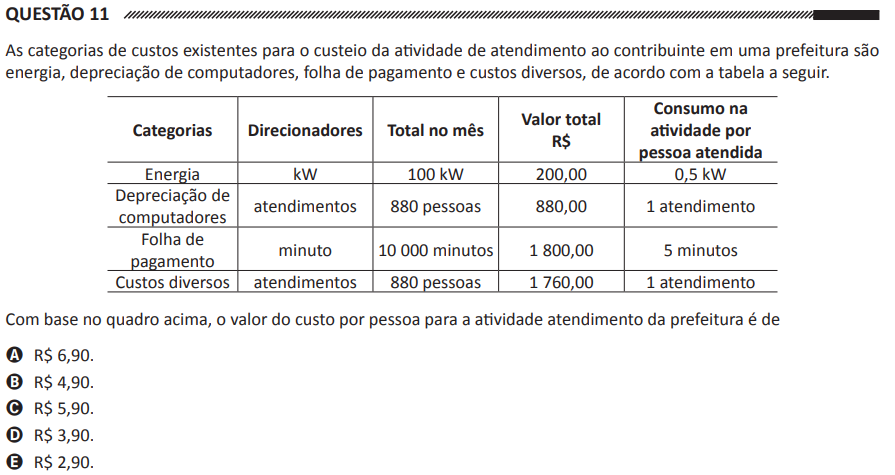 QUESTÃO 11
As categorias de custos existentes para o custeio da atividade de atendimento ao contribuinte em uma prefeitura são
energia, depreciação de computadores, folha de pagamento e custos diversos, de acordo com a tabela a seguir.
Categorias Direcionadores Total no mês Valor total R$ Consumo na atividade por pessoa atendida
Energia kW 100 kW 200,00 0,5 kW
Depreciação de computadores atendimentos 880 pessoas 880,00 1 atendimento
Folha de pagamento minuto 10 000 minutos 1 800,00 5 minutos
Custos diversos atendimentos 880 pessoas 1 760,00 1 atendimento
Com base no quadro acima, o valor do custo por pessoa para a atividade atendimento da prefeitura é de
A R$ 6,90.
B R$ 4,90.
C R$ 5,90.
D R$ 3,90.
E R$ 2,90.